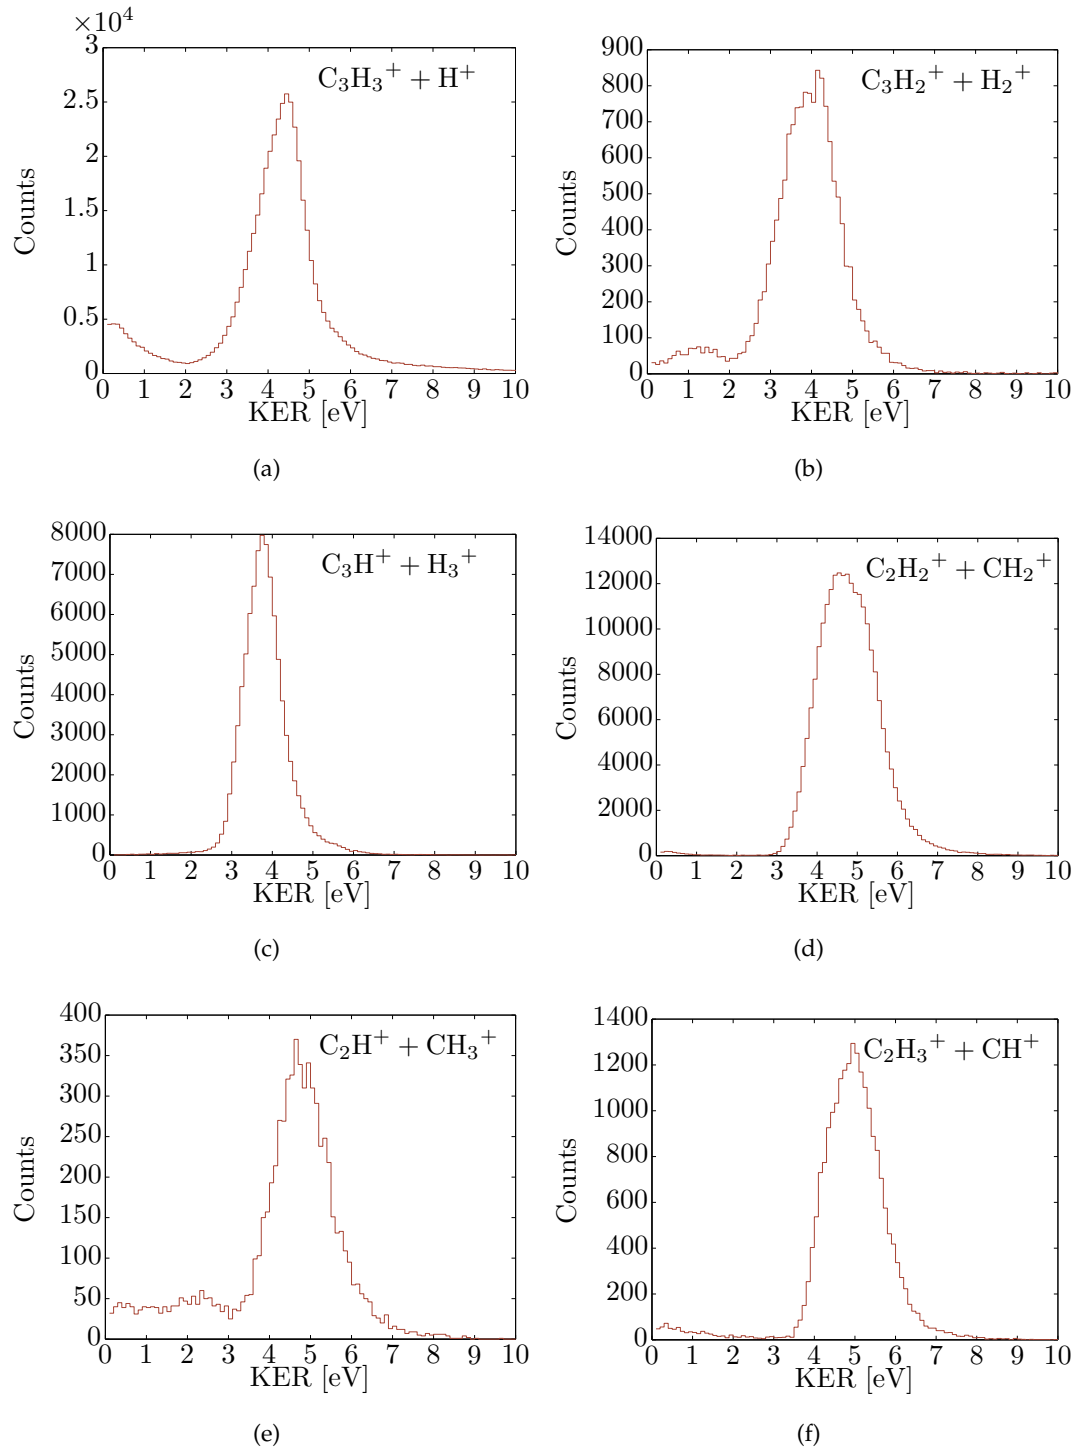 ×10⁴
3
2.5
2
1.5
1
0.5
0
0 1 2 3 4 5 6 7 8 9 10
Counts
KER [eV]
C₃H₃⁺ + H⁺
(a)
900
800
700
600
500
400
300
200
100
0
0 1 2 3 4 5 6 7 8 9 10
Counts
KER [eV]
C₃H₂⁺ + H₂⁺
(b)
8000
7000
6000
5000
4000
3000
2000
1000
0
0 1 2 3 4 5 6 7 8 9 10
Counts
KER [eV]
C₃H⁺ + H₃⁺
(c)
14000
12000
10000
8000
6000
4000
2000
0
0 1 2 3 4 5 6 7 8 9 10
Counts
KER [eV]
C₂H₂⁺ + CH₂⁺
(d)
400
350
300
250
200
150
100
50
0
0 1 2 3 4 5 6 7 8 9 10
Counts
KER [eV]
C₂H⁺ + CH₃⁺
(e)
1400
1200
1000
800
600
400
200
0
0 1 2 3 4 5 6 7 8 9 10
Counts
KER [eV]
C₂H₃⁺ + CH⁺
(f)